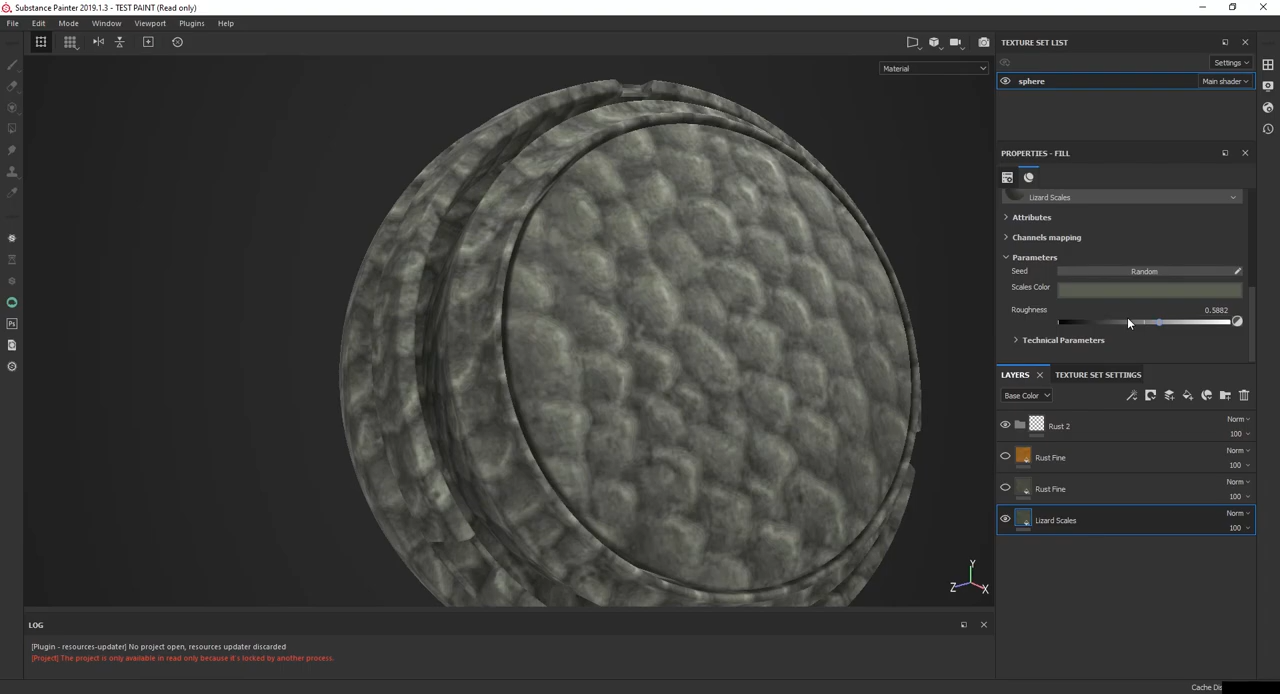 Substance Painter 2019.1.3 - TEST PAINT (Read only)
File Edit Mode Window Viewport Plugins Help
Material
TEXTURE SET LIST
Settings
sphere Main shader
PROPERTIES - FILL
Lizard Scales
Attributes
Channels mapping
Parameters
Seed Random
Scales Color
Roughness 0.5882
Technical Parameters
LAYERS TEXTURE SET SETTINGS
Base Color
Rust 2 Norm
100
Rust Fine Norm
100
Rust Fine Norm
100
Lizard Scales Norm
100
Y
Z X
Ps
LOG
[Plugin - resources-updater] No project open, resources updater discarded
[Project] The project is only available in read only because it's locked by another process.
Cache Dis